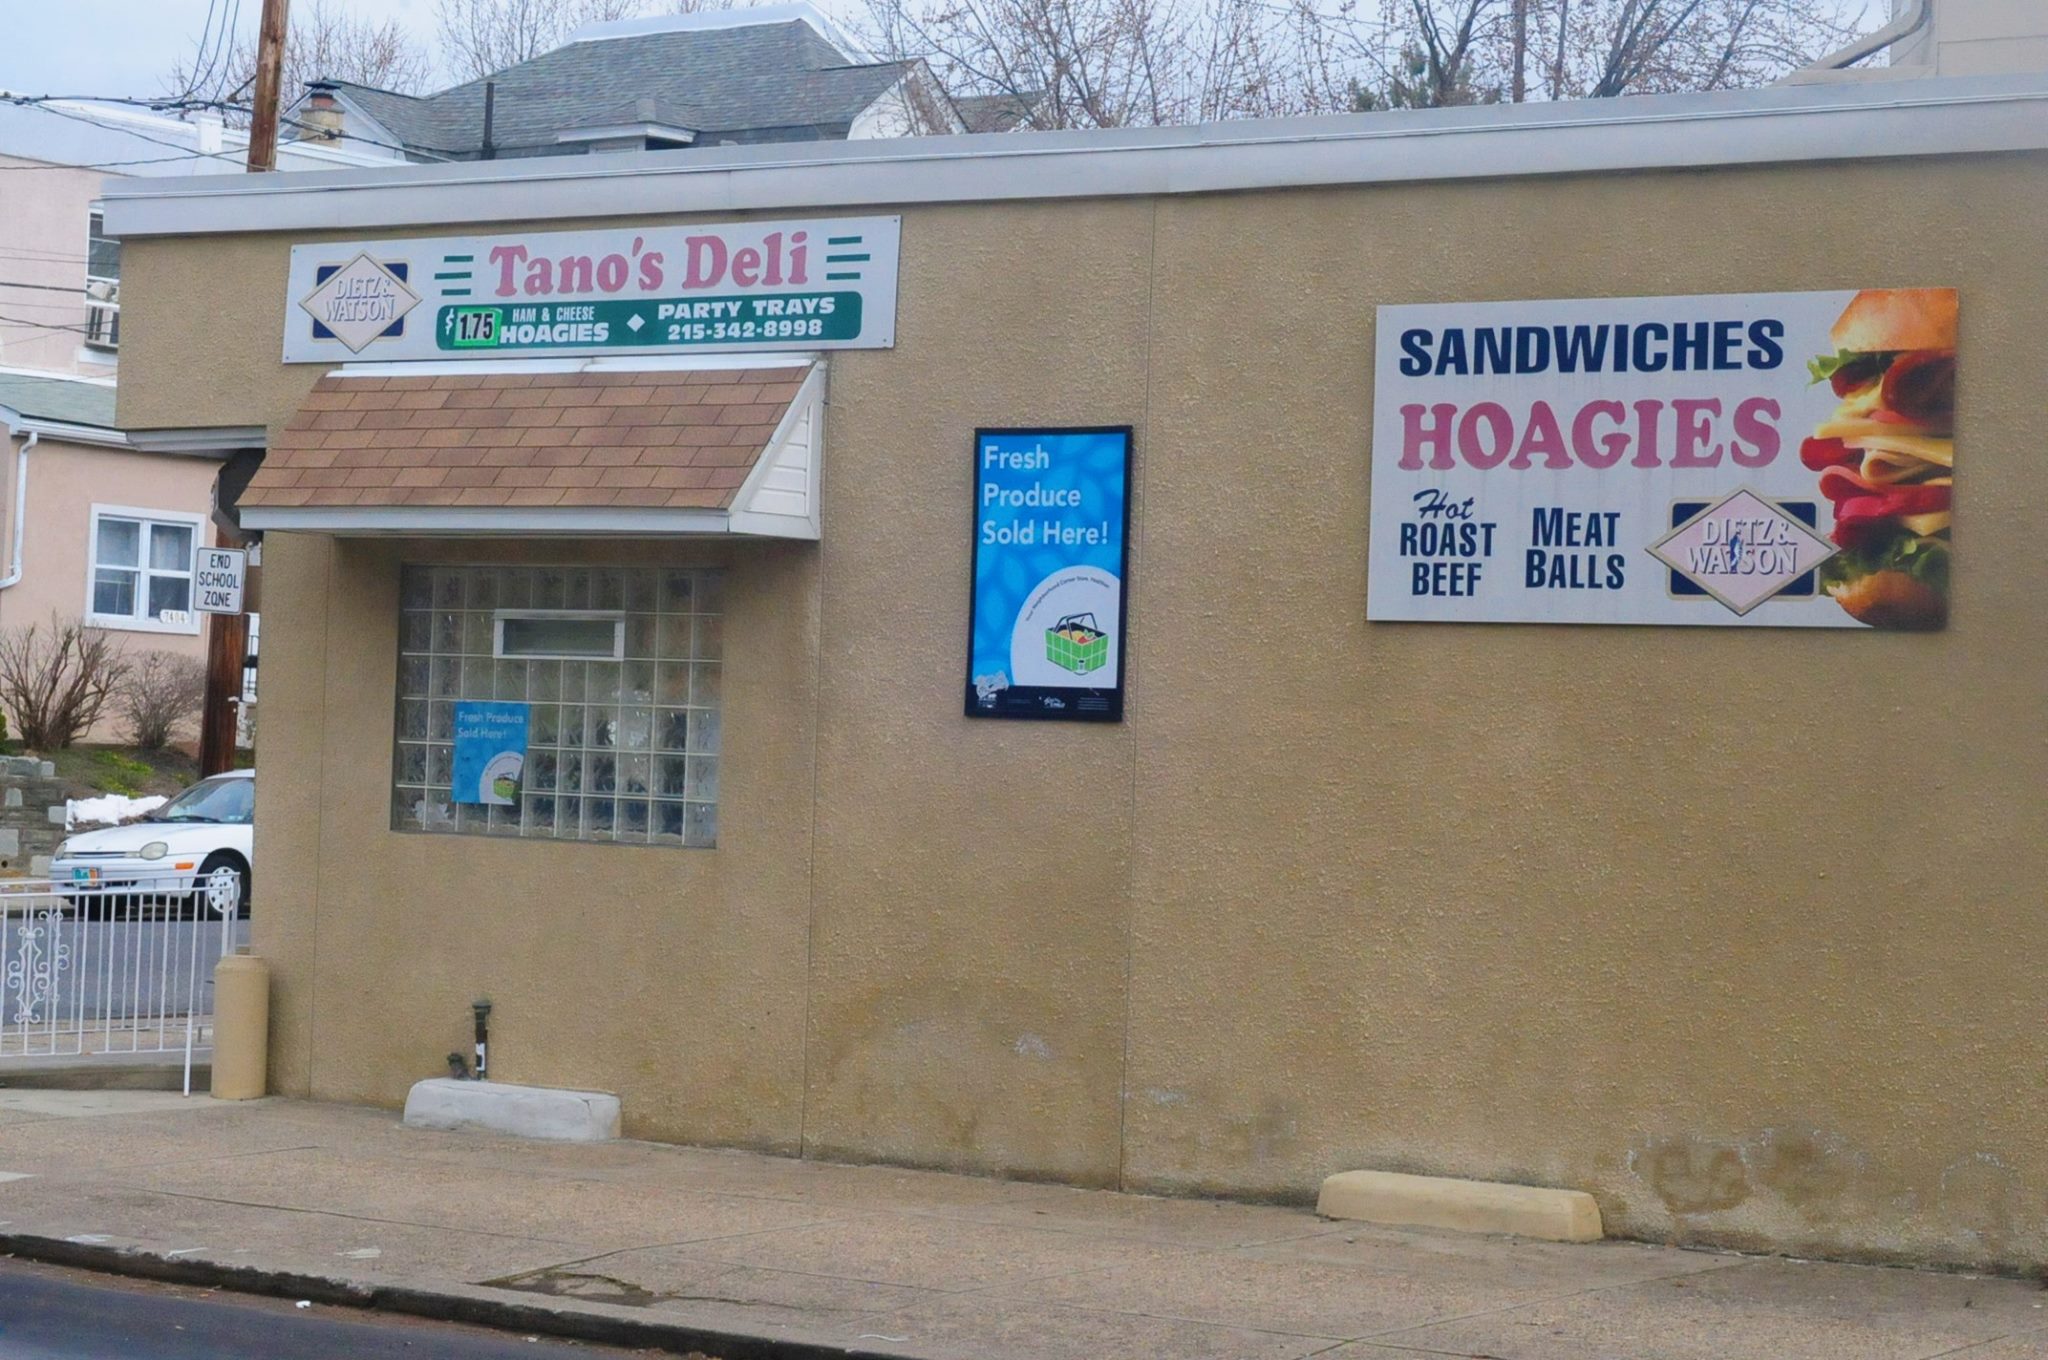 DIETZ &
WATSON
Tano's Deli
$1.75 HAM & CHEESE
HOAGIES
PARTY TRAYS
215-342-8998
END
SCHOOL
ZONE
Fresh Produce
Sold Here!
Fresh
Produce
Sold Here!
SANDWICHES
HOAGIES
Hot
ROAST
BEEF
MEAT
BALLS
DIETZ &
WATSON